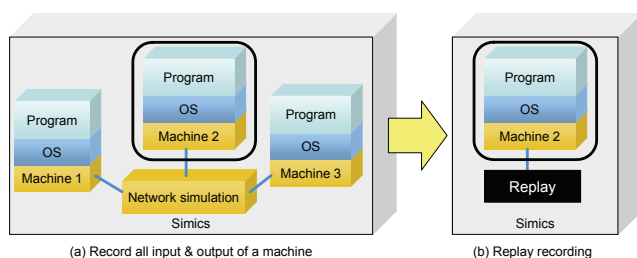 Program
OS
Machine 1
Program
OS
Machine 2
Program
OS
Machine 3
Network simulation
Simics
(a) Record all input & output of a machine
Program
OS
Machine 2
Replay
Simics
(b) Replay recording